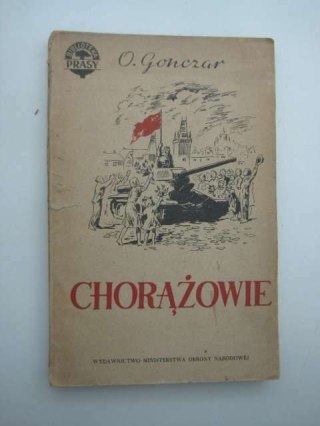 BIBLIOTEKA
PRASY
O. Gonczar
CHORĄŻOWIE
WYDAWNICTWO MINISTERSTWA OBRONY NARODOWEJ